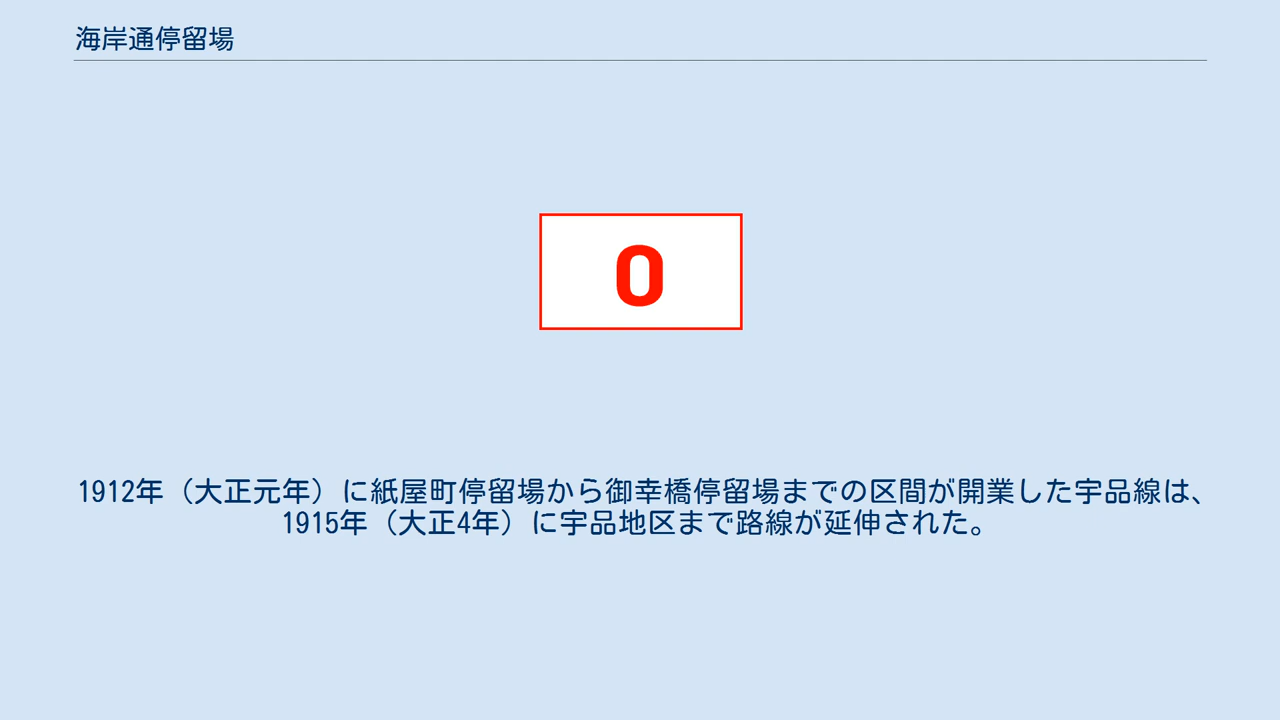 海岸通停留場
0
1912年（大正元年）に紙屋町停留場から御幸橋停留場までの区間が開業した宇品線は、
1915年（大正4年）に宇品地区まで路線が延伸された。